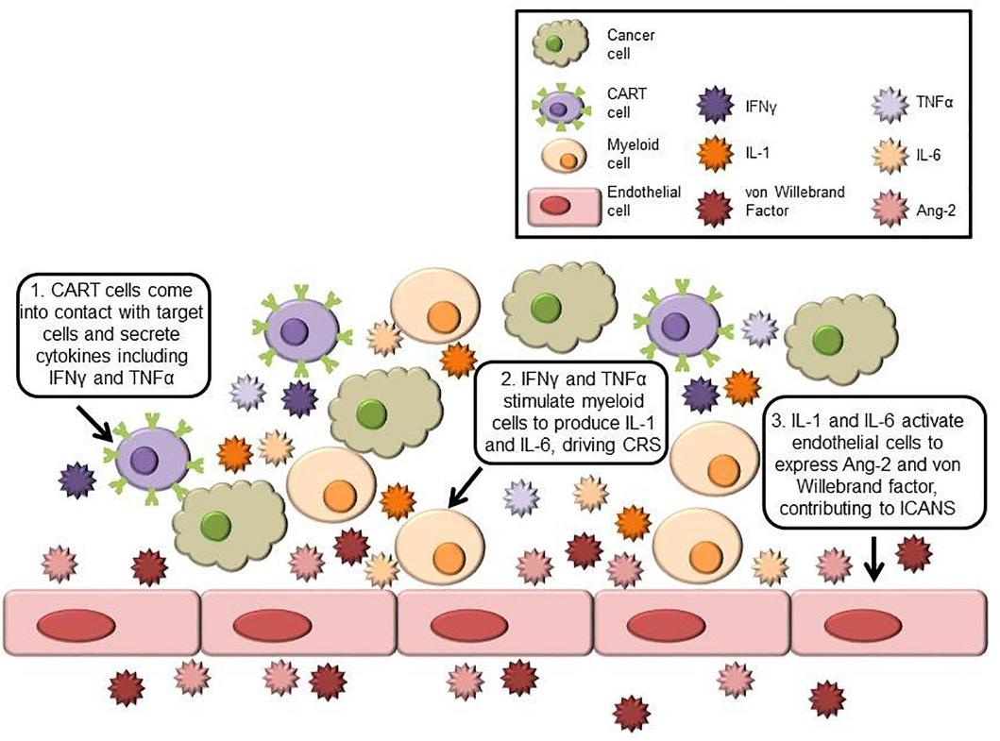 Cancer
cell
CART
cell
IFNγ
TNFα
Myeloid
cell
IL-1
IL-6
Endothelial
cell
von Willebrand
Factor
Ang-2
1. CART cells come
into contact with target
cells and secrete
cytokines including
IFNγ and TNFα
2. IFNγ and TNFα
stimulate myeloid
cells to produce IL-1
and IL-6, driving CRS
3. IL-1 and IL-6 activate
endothelial cells to
express Ang-2 and von
Willebrand factor,
contributing to ICANS